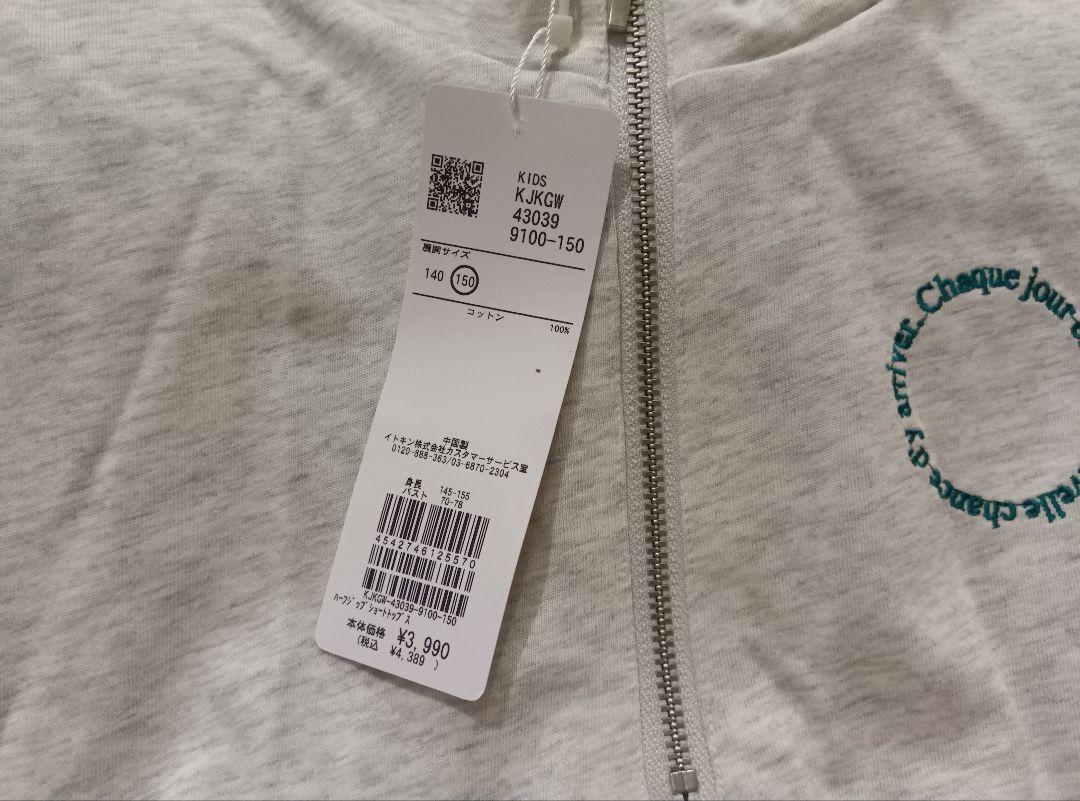 KIDS
KJKGW
43039
9100-150
展開サイズ
140 150
コットン 100%
中国製
イトキン株式会社カスタマーサービス室
0120-888-363/03-6870-2304
身長 145-155
バスト 70-78
4542746125570
KJKGW-43039-9100-150
ハーフジップショートトップス
本体価格 ¥3,990
(税込 ¥4,389 )
Chaque jour
chance
y arriver.